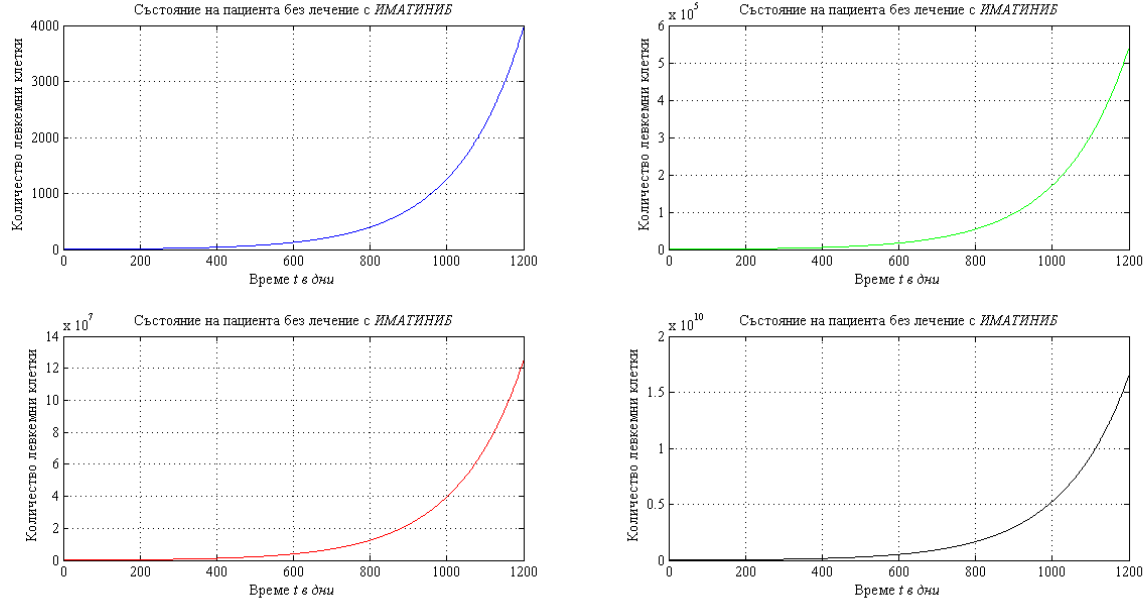 Състояние на пациента без лечение с ИМАТИНИБ
Количество левкемни клетки
4000
3000
2000
1000
0
0 200 400 600 800 1000 1200
Време t в дни
Състояние на пациента без лечение с ИМАТИНИБ
x 10^5
Количество левкемни клетки
6
5
4
3
2
1
0
0 200 400 600 800 1000 1200
Време t в дни
Състояние на пациента без лечение с ИМАТИНИБ
x 10^7
Количество левкемни клетки
14
12
10
8
6
4
2
0
0 200 400 600 800 1000 1200
Време t в дни
Състояние на пациента без лечение с ИМАТИНИБ
x 10^10
Количество левкемни клетки
2
1.5
1
0.5
0
0 200 400 600 800 1000 1200
Време t в дни